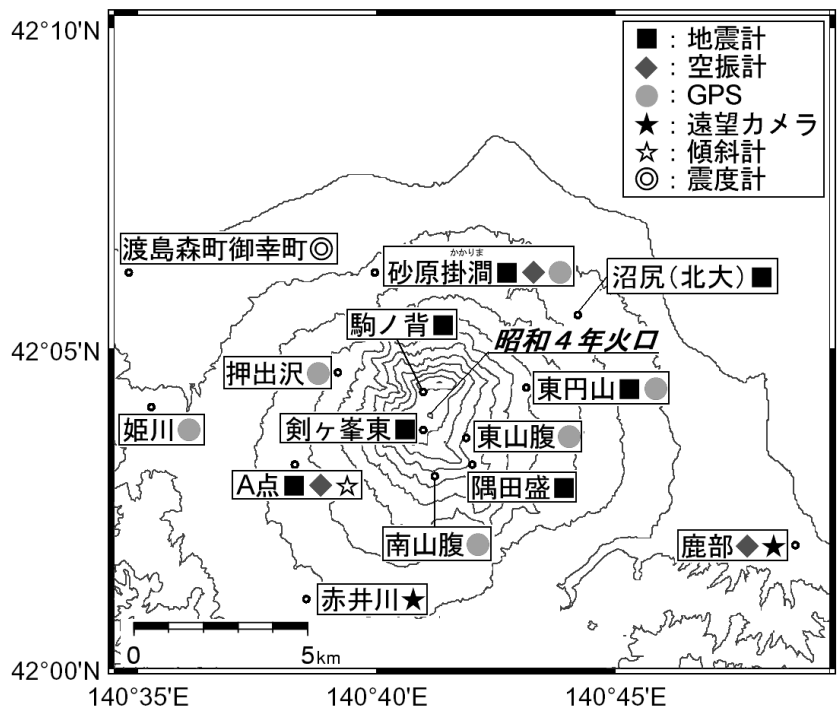 42°10'N
■：地震計
◆：空振計
●：GPS
★：遠望カメラ
☆：傾斜計
◎：震度計
渡島森町御幸町◎
かかりま
砂原掛澗■◆●
沼尻（北大）■
駒ノ背■
昭和４年火口
42°05'N
押出沢●
東円山■●
姫川●
剣ヶ峯東■
東山腹●
A点■◆☆
隅田盛■
南山腹●
鹿部◆★
赤井川★
0 5km
42°00'N
140°35'E 140°40'E 140°45'E